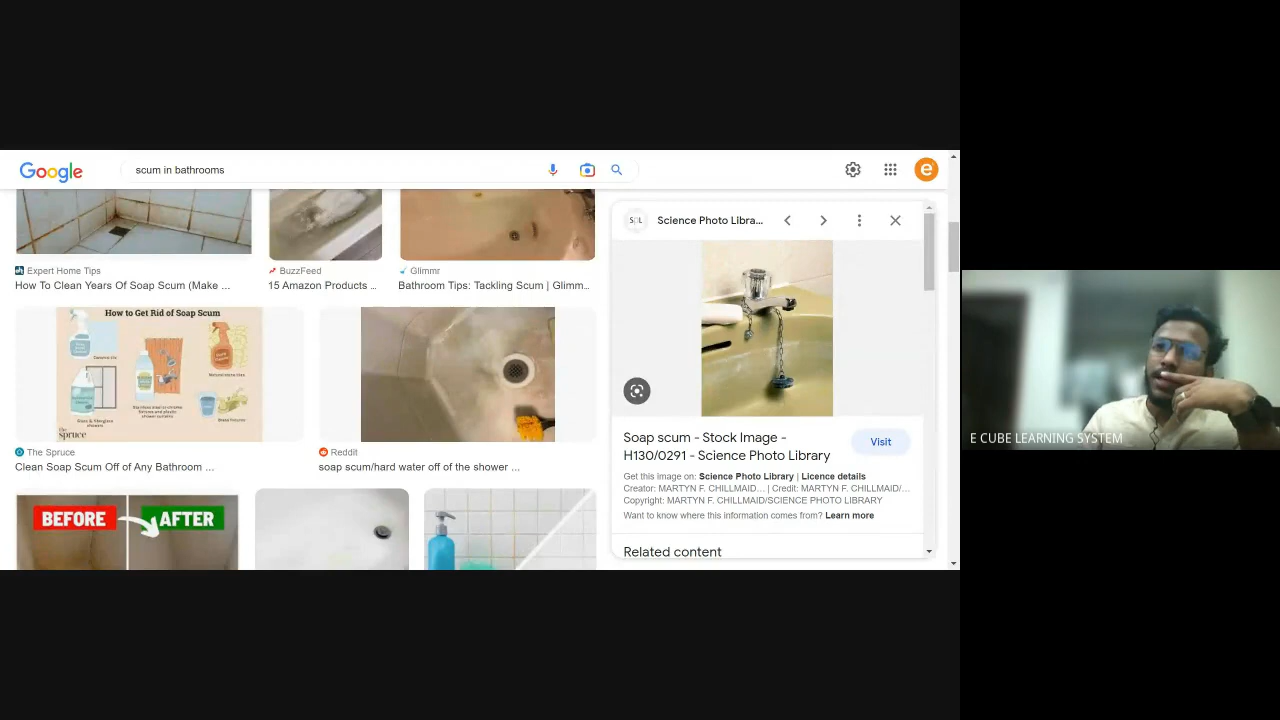 Google
scum in bathrooms
e
Expert Home Tips
How To Clean Years Of Soap Scum (Make ...
BuzzFeed
15 Amazon Products ...
Glimmr
Bathroom Tips: Tackling Scum | Glimm...
How to Get Rid of Soap Scum
the Spruce
The Spruce
Clean Soap Scum Off of Any Bathroom ...
Reddit
soap scum/hard water off of the shower ...
BEFORE
AFTER
SPL
Science Photo Libra...
Soap scum - Stock Image -
H130/0291 - Science Photo Library
Visit
Get this image on: Science Photo Library | Licence details
Creator: MARTYN F. CHILLMAID... | Credit: MARTYN F. CHILLMAID/...
Copyright: MARTYN F. CHILLMAID/SCIENCE PHOTO LIBRARY
Want to know where this information comes from? Learn more
Related content
E CUBE LEARNING SYSTEM